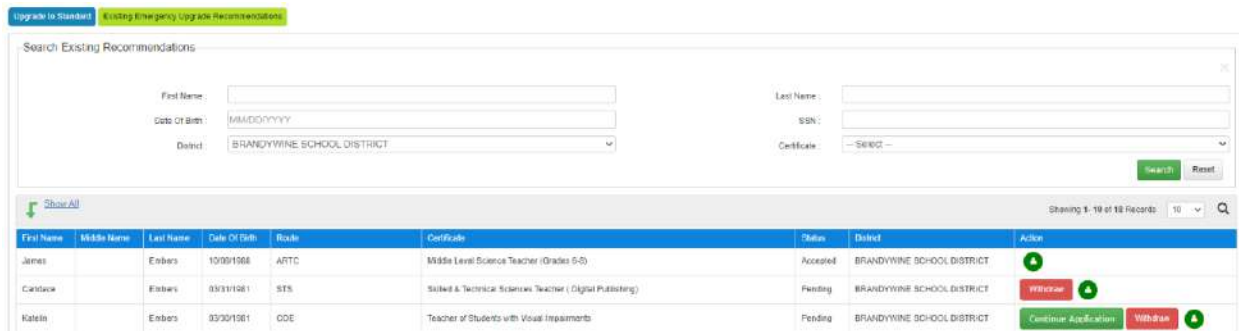 Upgrade to Standard Existing Emergency Upgrade Recommendations
Search Existing Recommendations
First Name : Last Name :
Date Of Birth : MM/DD/YYYY SSN :
District : BRANDYWINE SCHOOL DISTRICT Certificate : -- Select --
Search Reset
Show All Showing 1- 10 of 18 Records 10
First Name Middle Name Last Name Date Of Birth Route Certificate Status District Action
James Embers ARTC Middle Level Science Teacher (Grades 6-8) Accepted BRANDYWINE SCHOOL DISTRICT
Candace Embers 03/31/1981 STS Skilled & Technical Sciences Teacher ( Digital Publishing) Pending BRANDYWINE SCHOOL DISTRICT Withdraw
Katelin Embers 03/30/1981 COE Teacher of Students with Visual Impairments Pending BRANDYWINE SCHOOL DISTRICT Continue Application Withdraw